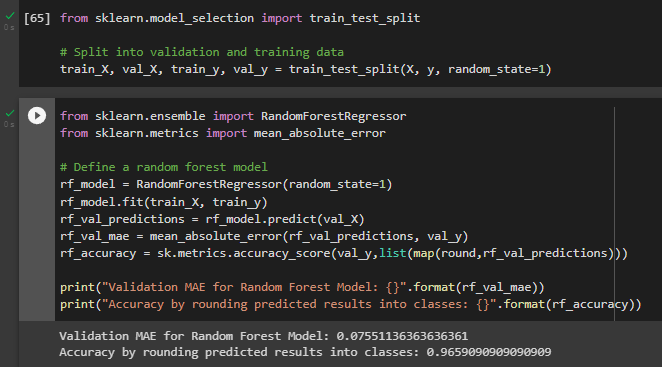 [65] from sklearn.model_selection import train_test_split
# Split into validation and training data
train_X, val_X, train_y, val_y = train_test_split(X, y, random_state=1)
0s
from sklearn.ensemble import RandomForestRegressor
from sklearn.metrics import mean_absolute_error
# Define a random forest model
rf_model = RandomForestRegressor(random_state=1)
rf_model.fit(train_X, train_y)
rf_val_predictions = rf_model.predict(val_X)
rf_val_mae = mean_absolute_error(rf_val_predictions, val_y)
rf_accuracy = sk.metrics.accuracy_score(val_y,list(map(round,rf_val_predictions)))
print("Validation MAE for Random Forest Model: {}".format(rf_val_mae))
print("Accuracy by rounding predicted results into classes: {}".format(rf_accuracy))
0s
Validation MAE for Random Forest Model: 0.07551136363636361
Accuracy by rounding predicted results into classes: 0.9659090909090909